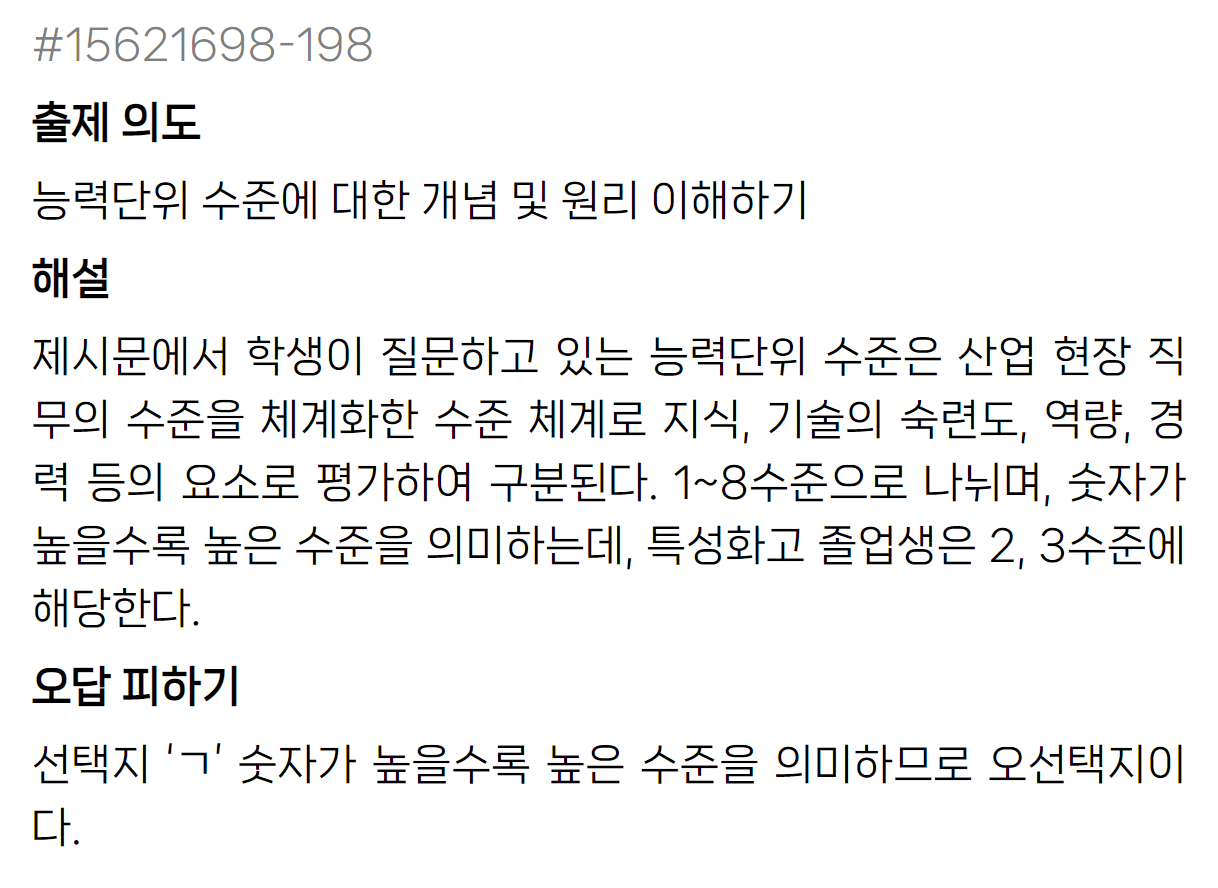 #15621698-198
출제 의도
능력단위 수준에 대한 개념 및 원리 이해하기
해설
제시문에서 학생이 질문하고 있는 능력단위 수준은 산업 현장 직
무의 수준을 체계화한 수준 체계로 지식, 기술의 숙련도, 역량, 경
력 등의 요소로 평가하여 구분된다. 1~8수준으로 나뉘며, 숫자가
높을수록 높은 수준을 의미하는데, 특성화고 졸업생은 2, 3수준에
해당한다.
오답 피하기
선택지 ‘ㄱ’ 숫자가 높을수록 높은 수준을 의미하므로 오선택지이
다.